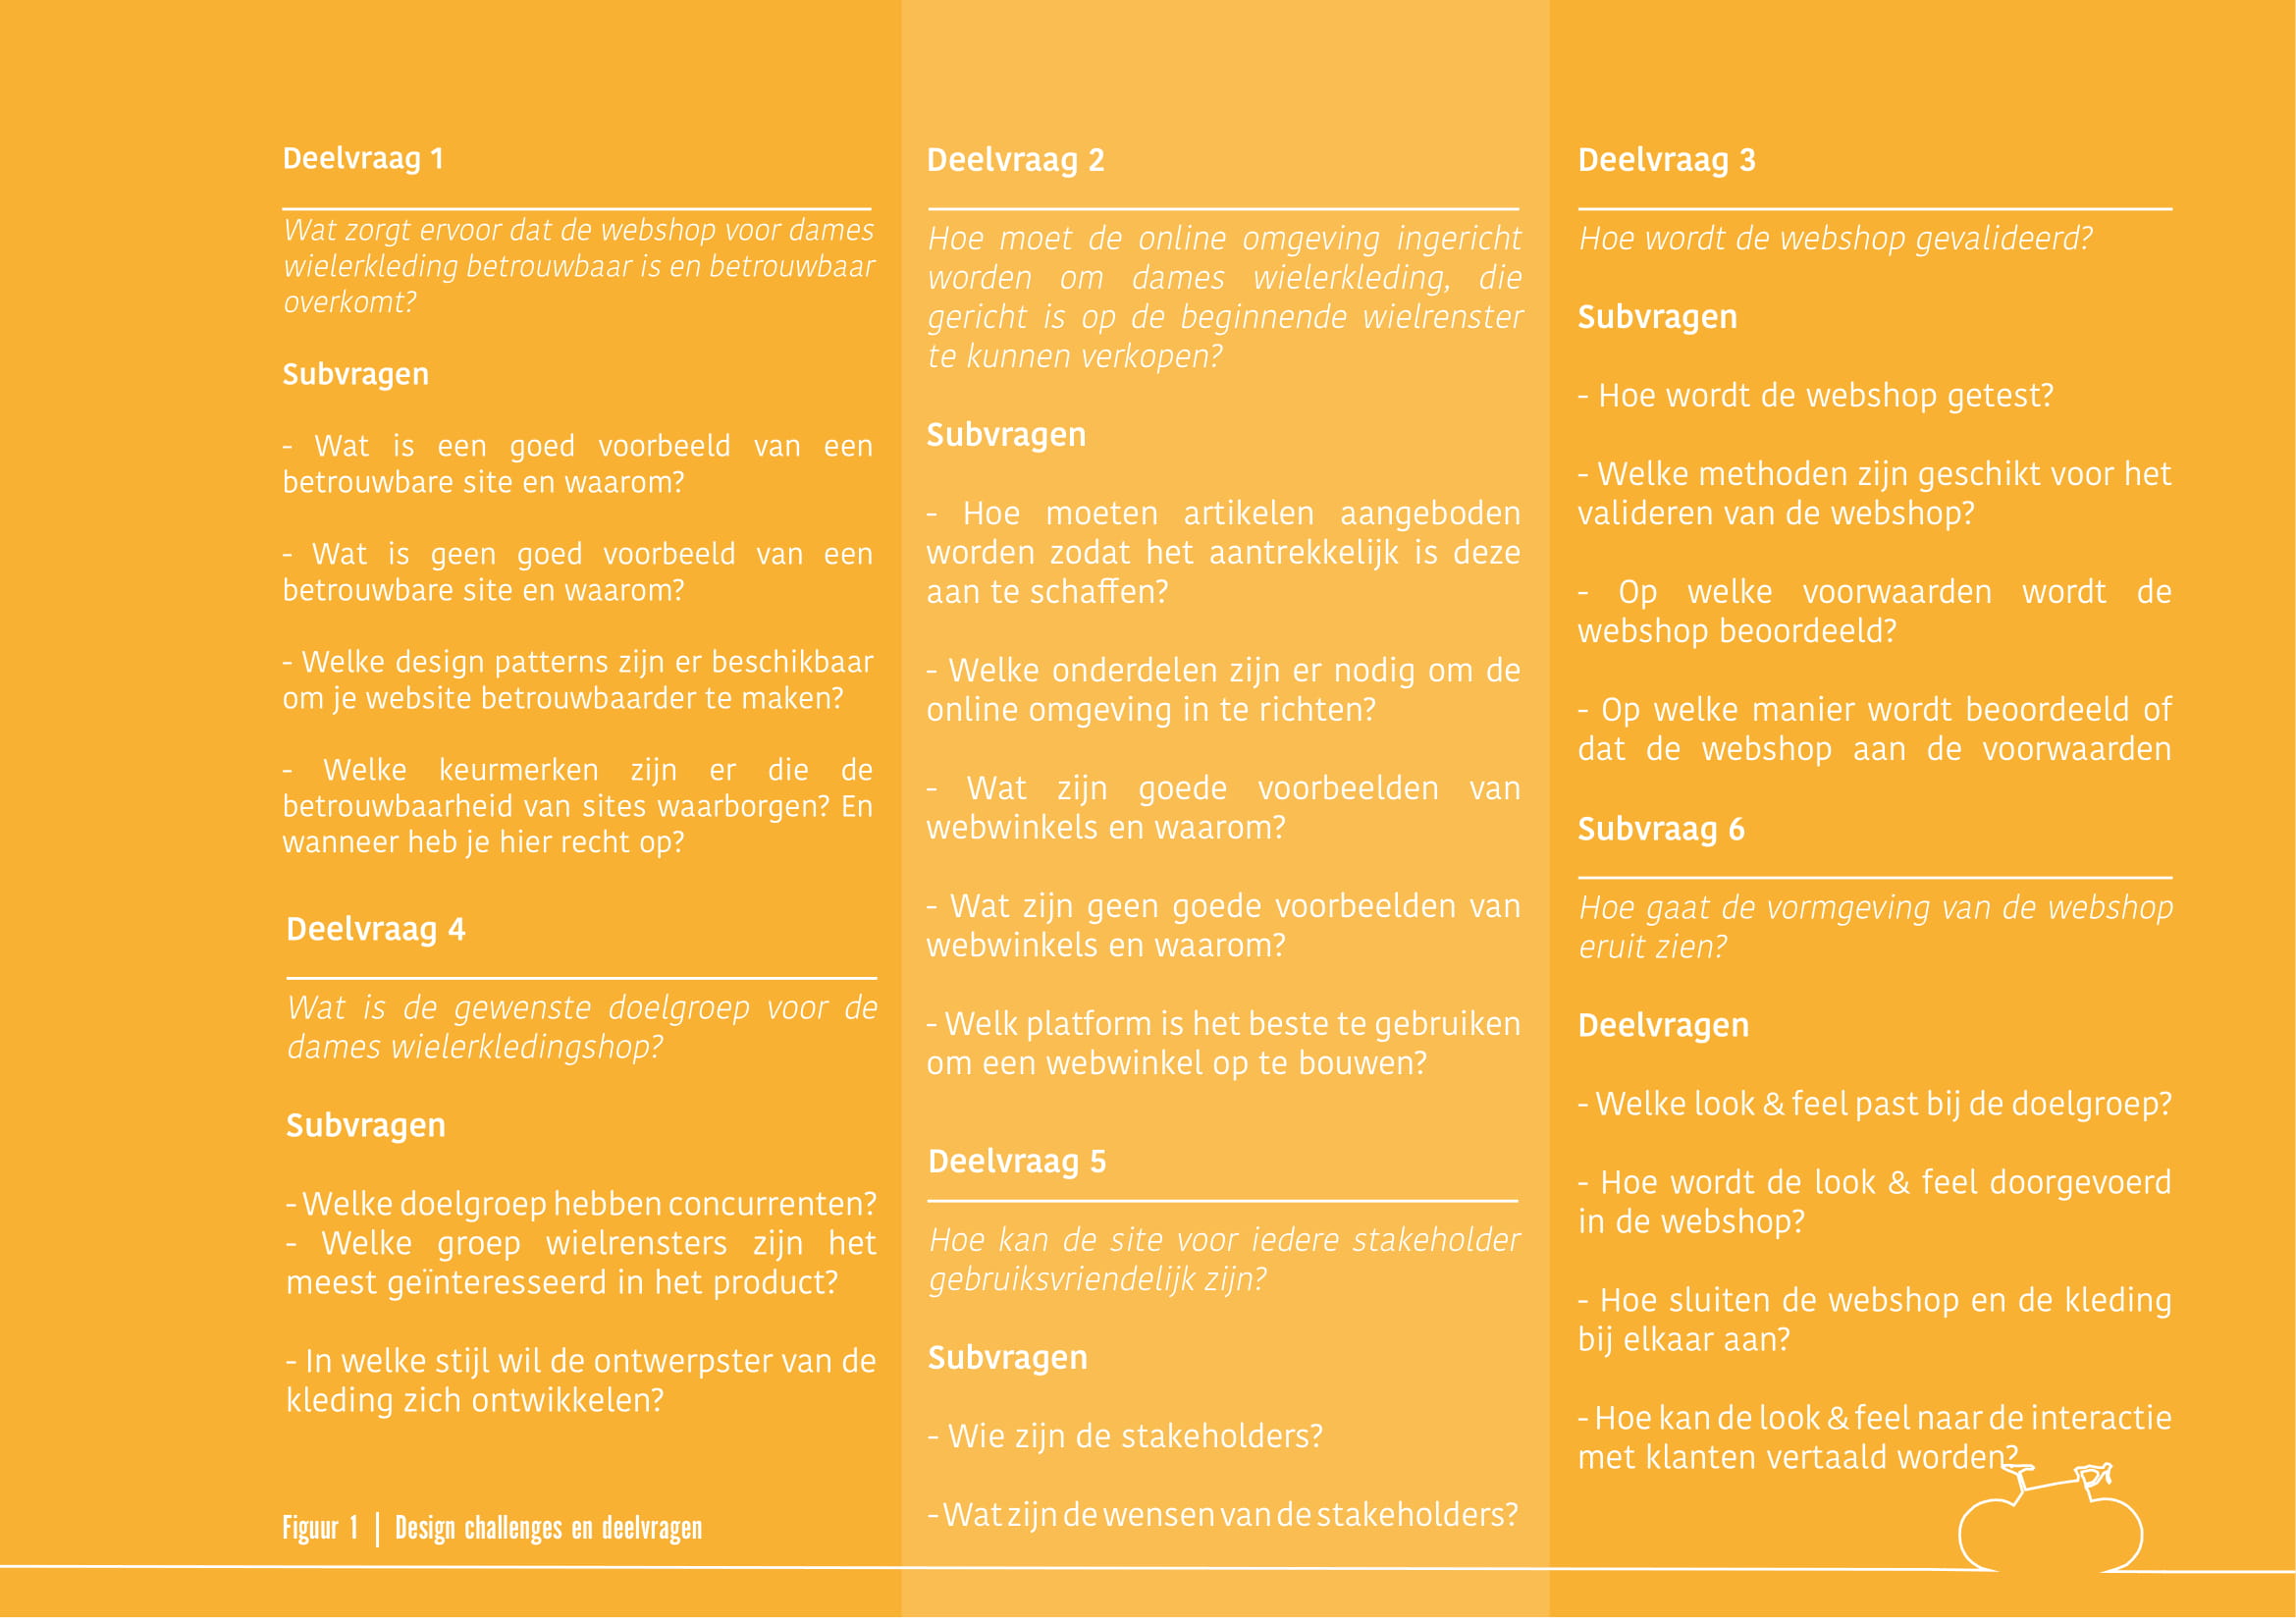 Deelvraag 1
Wat zorgt ervoor dat de webshop voor dames
wielerkleding betrouwbaar is en betrouwbaar
overkomt?
Subvragen
- Wat is een goed voorbeeld van een
betrouwbare site en waarom?
- Wat is geen goed voorbeeld van een
betrouwbare site en waarom?
- Welke design patterns zijn er beschikbaar
om je website betrouwbaarder te maken?
- Welke keurmerken zijn er die de
betrouwbaarheid van sites waarborgen? En
wanneer heb je hier recht op?
Deelvraag 4
Wat is de gewenste doelgroep voor de
dames wielerkledingshop?
Subvragen
- Welke doelgroep hebben concurrenten?
- Welke groep wielrensters zijn het
meest geïnteresseerd in het product?
- In welke stijl wil de ontwerpster van de
kleding zich ontwikkelen?
Figuur 1 | Design challenges en deelvragen
Deelvraag 2
Hoe moet de online omgeving ingericht
worden om dames wielerkleding, die
gericht is op de beginnende wielrenster
te kunnen verkopen?
Subvragen
- Hoe moeten artikelen aangeboden
worden zodat het aantrekkelijk is deze
aan te schaffen?
- Welke onderdelen zijn er nodig om de
online omgeving in te richten?
- Wat zijn goede voorbeelden van
webwinkels en waarom?
- Wat zijn geen goede voorbeelden van
webwinkels en waarom?
- Welk platform is het beste te gebruiken
om een webwinkel op te bouwen?
Deelvraag 5
Hoe kan de site voor iedere stakeholder
gebruiksvriendelijk zijn?
Subvragen
- Wie zijn de stakeholders?
- Wat zijn de wensen van de stakeholders?
Deelvraag 3
Hoe wordt de webshop gevalideerd?
Subvragen
- Hoe wordt de webshop getest?
- Welke methoden zijn geschikt voor het
valideren van de webshop?
- Op welke voorwaarden wordt de
webshop beoordeeld?
- Op welke manier wordt beoordeeld of
dat de webshop aan de voorwaarden
Subvraag 6
Hoe gaat de vormgeving van de webshop
eruit zien?
Deelvragen
- Welke look & feel past bij de doelgroep?
- Hoe wordt de look & feel doorgevoerd
in de webshop?
- Hoe sluiten de webshop en de kleding
bij elkaar aan?
- Hoe kan de look & feel naar de interactie
met klanten vertaald worden?